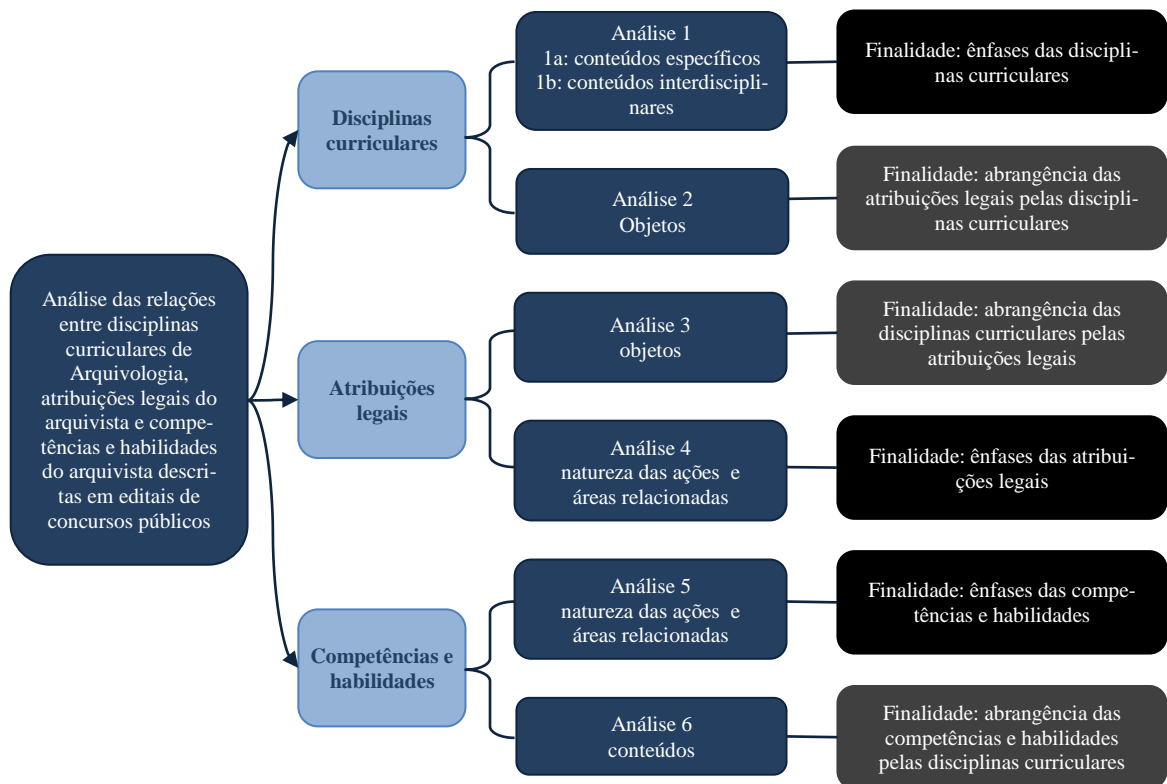 Análise das relações
entre disciplinas
curriculares de
Arquivologia,
atribuições legais do
arquivista e compe-
tências e habilidades
do arquivista descri-
tas em editais de
concursos públicos
Disciplinas
curriculares
Análise 1
1a: conteúdos específicos
1b: conteúdos interdiscipli-
nares
Finalidade: ênfases das discipli-
nas curriculares
Análise 2
Objetos
Finalidade: abrangência das
atribuições legais pelas discipli-
nas curriculares
Atribuições
legais
Análise 3
objetos
Finalidade: abrangência das
disciplinas curriculares pelas
atribuições legais
Análise 4
natureza das ações e
áreas relacionadas
Finalidade: ênfases das atribui-
ções legais
Competências e
habilidades
Análise 5
natureza das ações e
áreas relacionadas
Finalidade: ênfases das compe-
tências e habilidades
Análise 6
conteúdos
Finalidade: abrangência das
competências e habilidades
pelas disciplinas curriculares